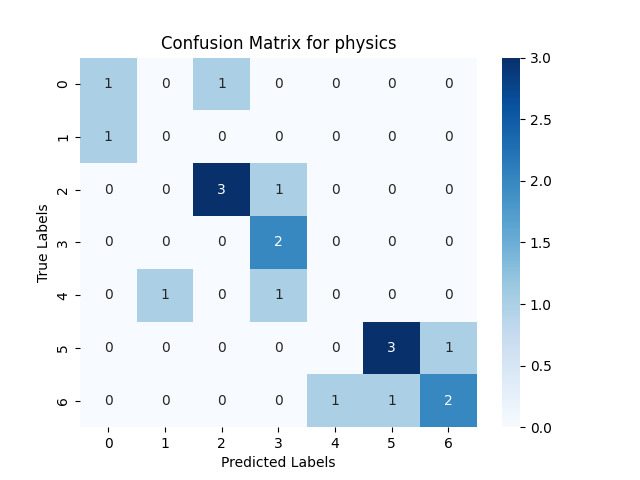 Confusion Matrix for physics
0 1 0 1 0 0 0 0
1 1 0 0 0 0 0 0
2 0 0 3 1 0 0 0
3 0 0 0 2 0 0 0
4 0 1 0 1 0 0 0
5 0 0 0 0 0 3 1
6 0 0 0 0 1 1 2
0 1 2 3 4 5 6
True Labels
Predicted Labels
3.0
2.5
2.0
1.5
1.0
0.5
0.0